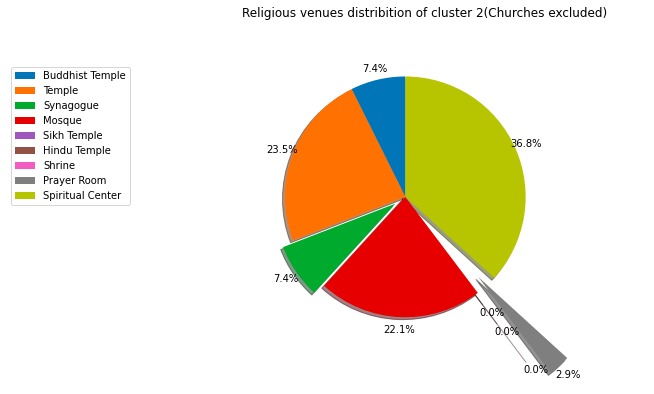 Religious venues distribition of cluster 2(Churches excluded)
Buddhist Temple
Temple
Synagogue
Mosque
Sikh Temple
Hindu Temple
Shrine
Prayer Room
Spiritual Center
7.4%
23.5%
7.4%
22.1%
0.0%
0.0%
0.0%
2.9%
36.8%